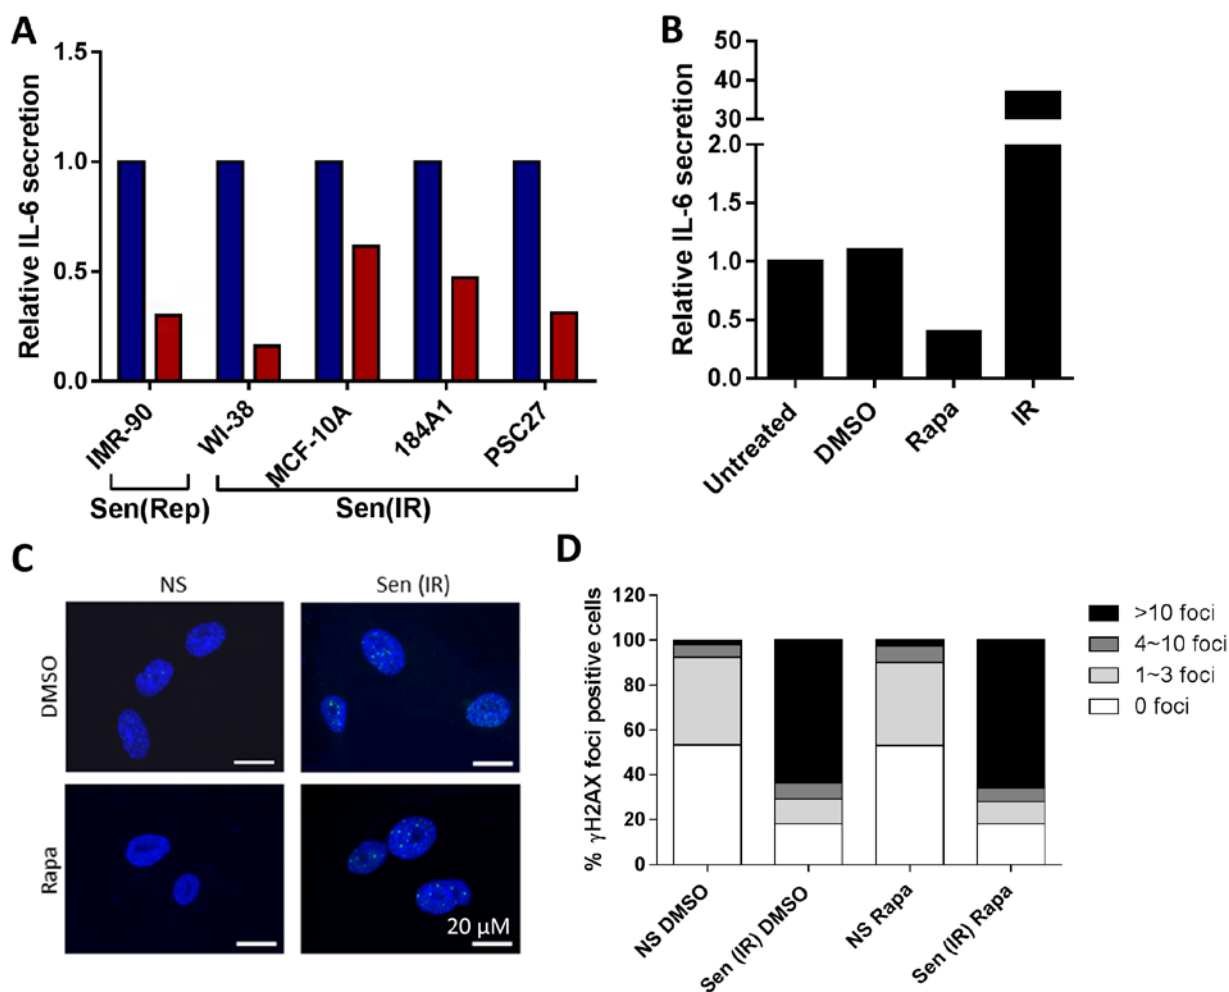 A
Relative IL-6 secretion
1.5
1.0
0.5
0.0
IMR-90
WI-38
MCF-10A
184A1
PSC27
Sen(Rep)
Sen(IR)
B
Relative IL-6 secretion
50
40
30
2.0
1.5
1.0
0.5
0.0
Untreated
DMSO
Rapa
IR
C
NS
Sen (IR)
DMSO
Rapa
20 µM
D
% γH2AX foci positive cells
120
100
80
60
40
20
0
NS DMSO
Sen (IR) DMSO
NS Rapa
Sen (IR) Rapa
>10 foci
4~10 foci
1~3 foci
0 foci